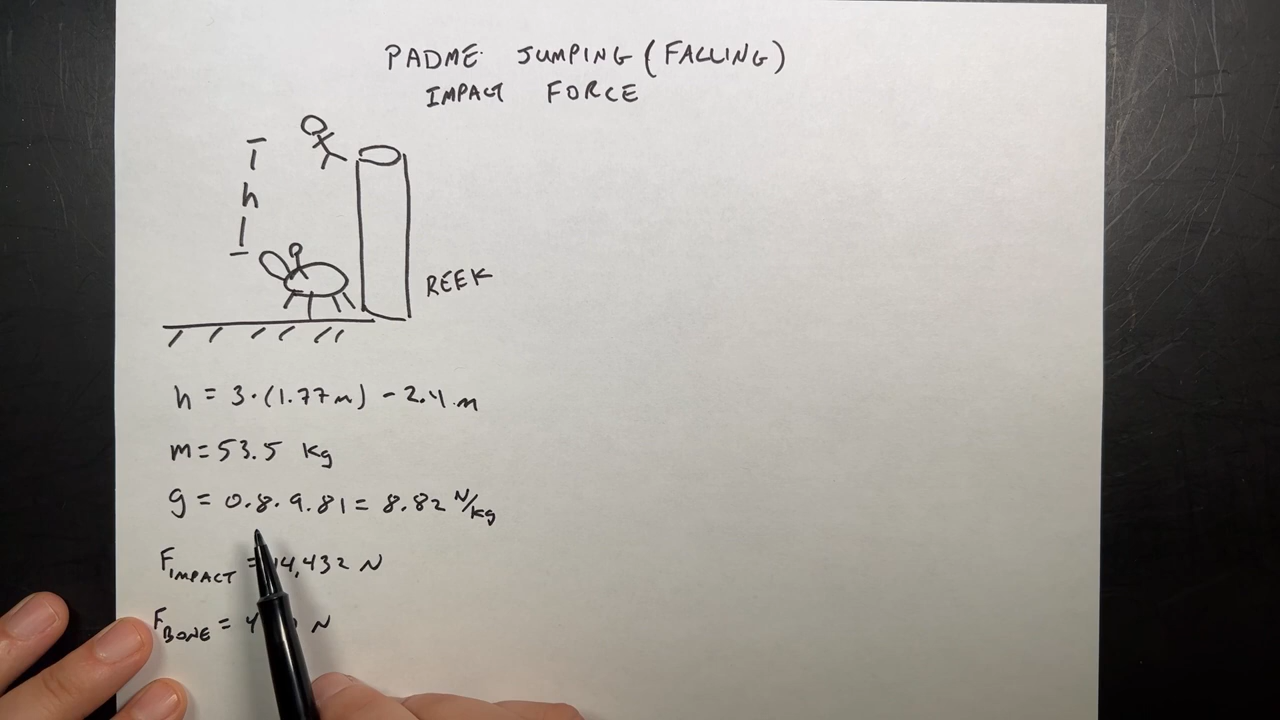 PADME JUMPING (FALLING)
IMPACT FORCE
h
REEK
h = 3·(1.77m) - 2.4 m
m = 53.5 kg
g = 0.8·9.81 = 8.82 N/kg
F IMPACT = 14,432 N
F BONE = N